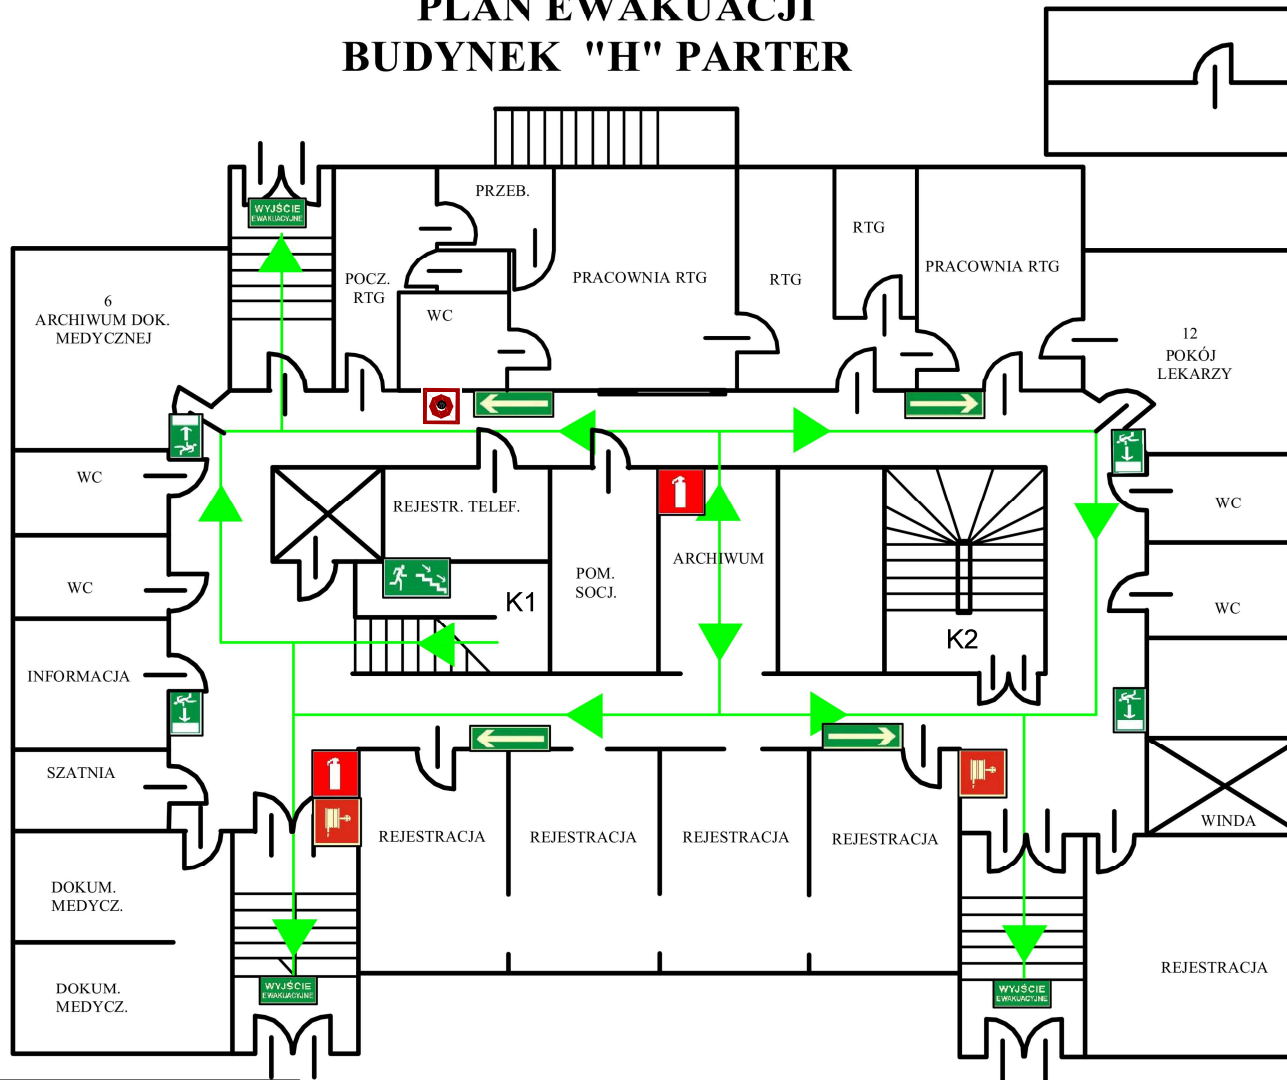 PLAN EWAKUACJI
BUDYNEK "H" PARTER
WYJŚCIE
EWAKUACYJNE
PRZEB.
RTG
PRACOWNIA RTG
POCZ.
RTG
PRACOWNIA RTG
RTG
6
ARCHIWUM DOK.
MEDYCZNEJ
WC
12
POKÓJ
LEKARZY
WC
REJESTR. TELEF.
WC
ARCHIWUM
POM.
SOCJ.
WC
K1
WC
K2
INFORMACJA
SZATNIA
WINDA
REJESTRACJA
REJESTRACJA
REJESTRACJA
REJESTRACJA
DOKUM.
MEDYCZ.
REJESTRACJA
DOKUM.
MEDYCZ.
WYJŚCIE
EWAKUACYJNE
WYJŚCIE
EWAKUACYJNE